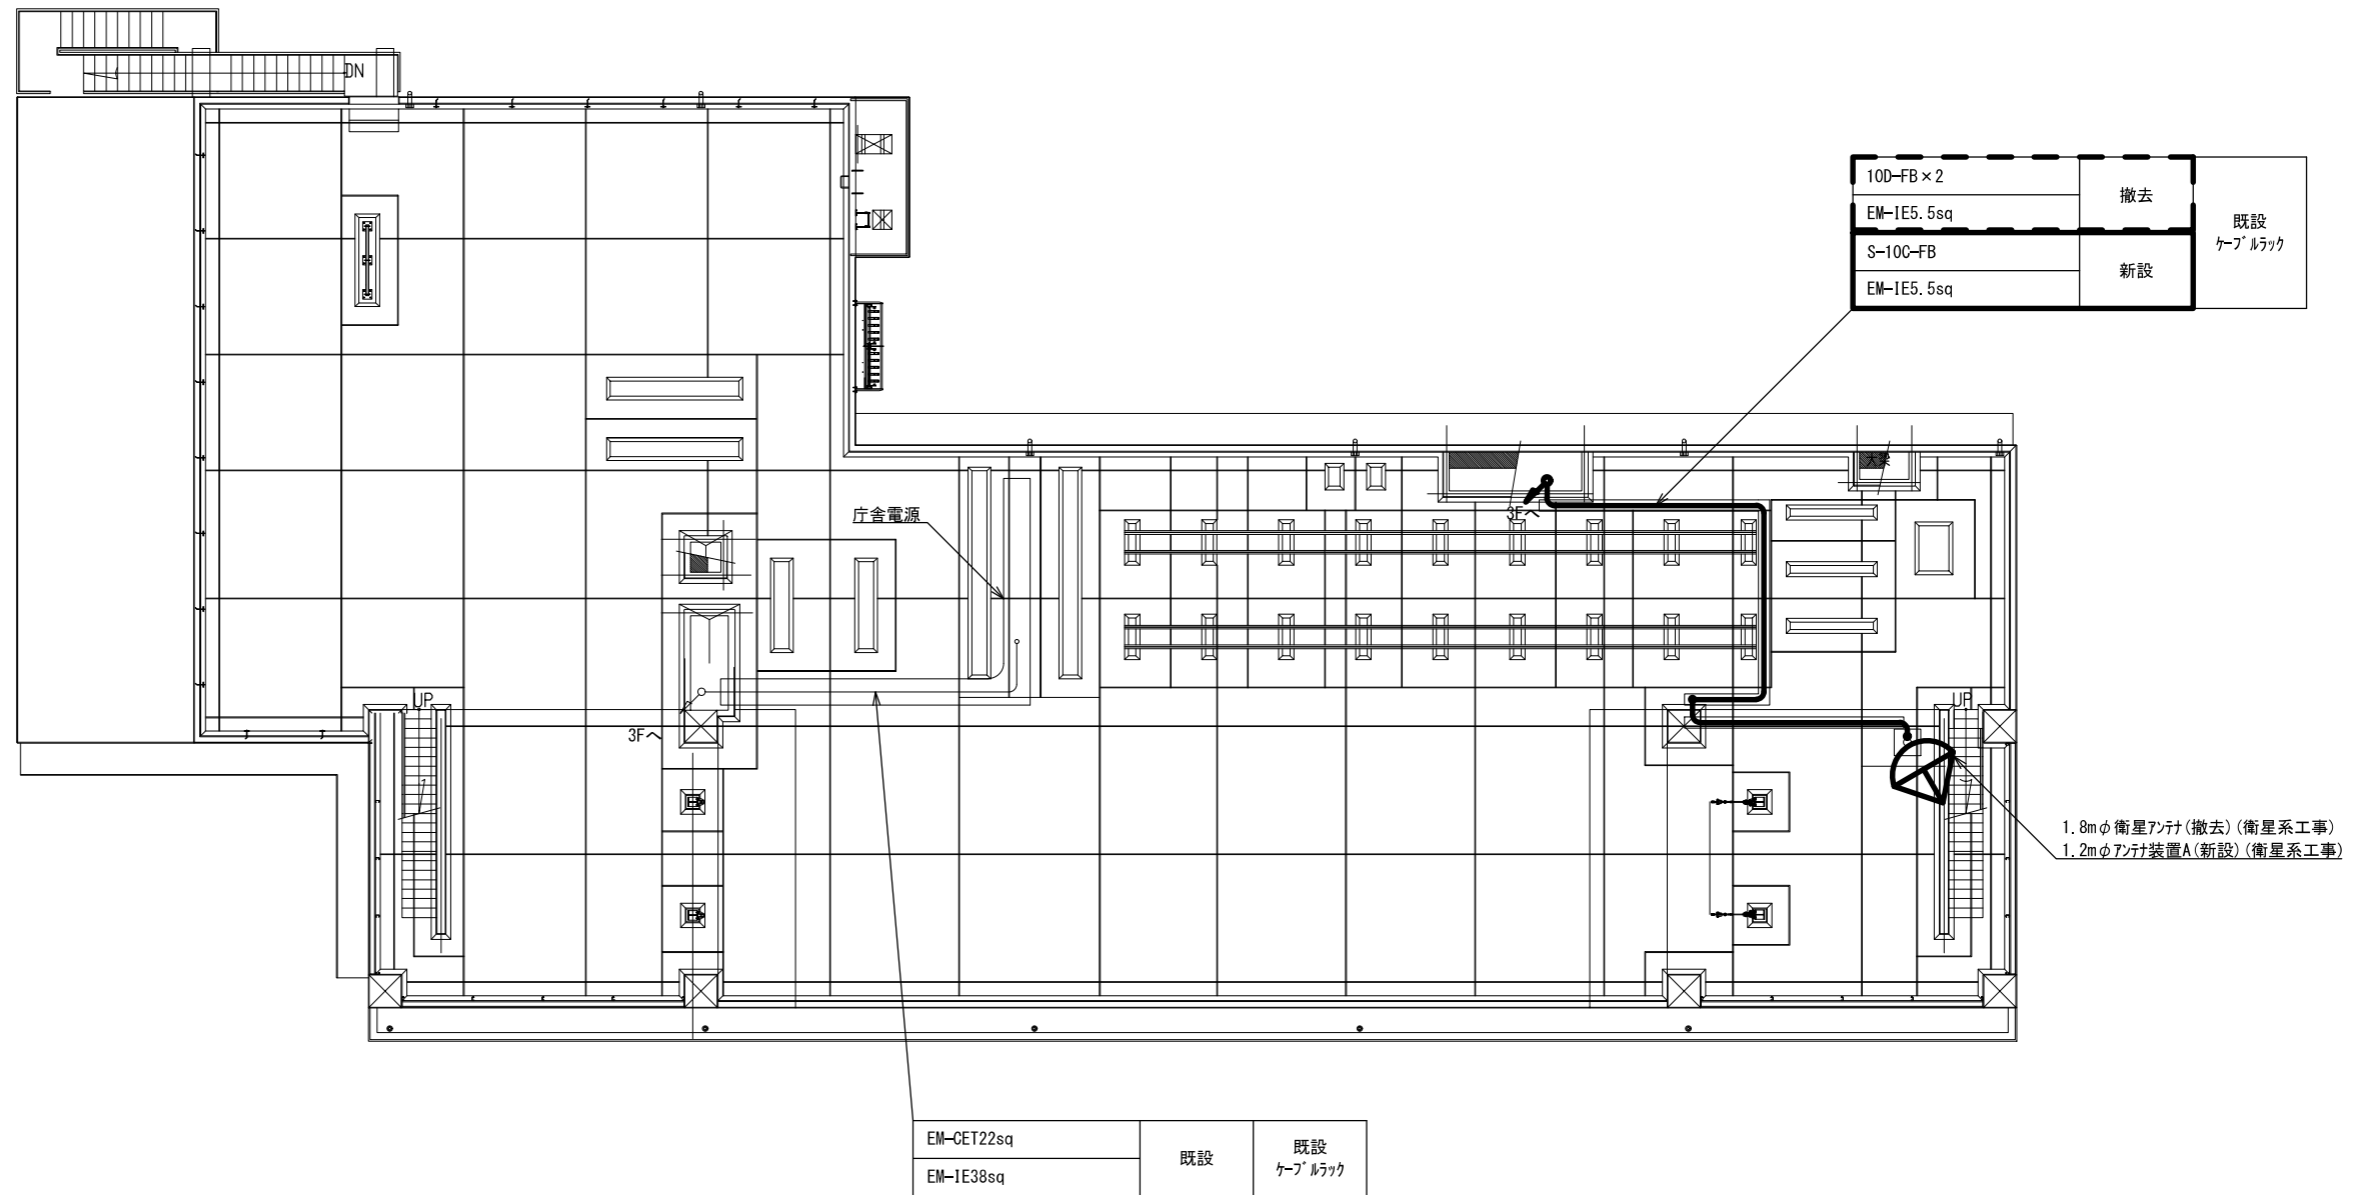 DN
10D-FB×2
EM-IE5.5sq
撤去
S-10C-FB
EM-IE5.5sq
新設
既設
ｹｰﾌﾞﾙﾗｯｸ
大梁
庁舎電源
3Fへ
UP
UP
3Fへ
1.8mφ衛星ｱﾝﾃﾅ(撤去)(衛星系工事)
1.2mφｱﾝﾃﾅ装置A(新設)(衛星系工事)
EM-CET22sq
EM-IE38sq
既設
既設
ｹｰﾌﾞﾙﾗｯｸ